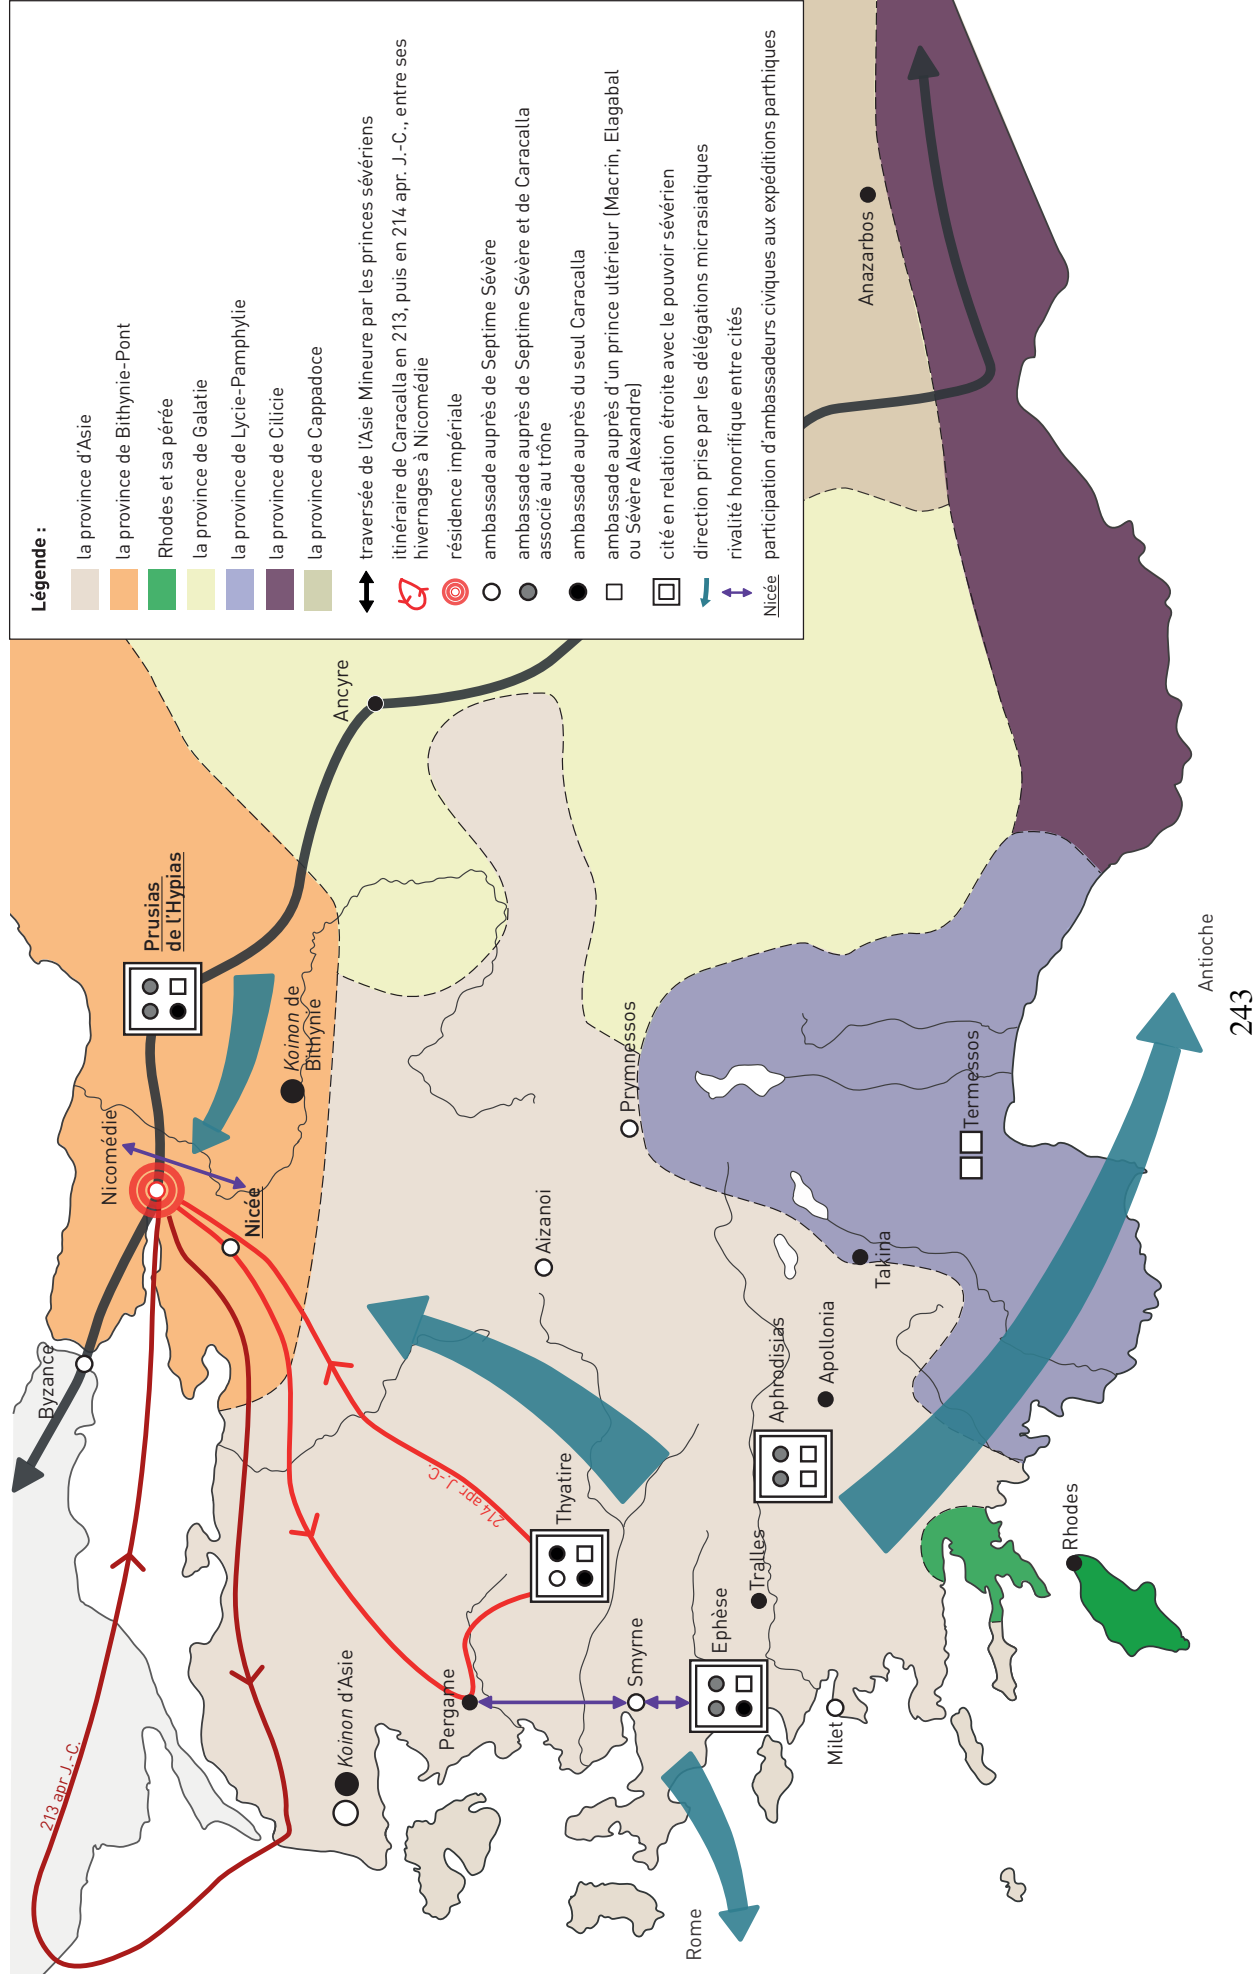 Légende :
la province d'Asie
la province de Bithynie-Pont
Rhodes et sa pérée
la province de Galatie
la province de Lycie-Pamphylie
la province de Cilicie
la province de Cappadoce
traversée de l'Asie Mineure par les princes sévériens
itinéraire de Caracalla en 213, puis en 214 apr. J.-C., entre ses
hivernages à Nicomédie
résidence impériale
ambassade auprès de Septime Sévère
ambassade auprès de Septime Sévère et de Caracalla
associé au trône
ambassade auprès du seul Caracalla
ambassade auprès d'un prince ultérieur (Macrin, Elagabal
ou Sévère Alexandre)
cité en relation étroite avec le pouvoir sévérien
direction prise par les délégations micrasiatiques
rivalité honorifique entre cités
Nicée participation d'ambassadeurs civiques aux expéditions parthiques
213 apr J.-C.
Byzance
Nicomédie
Prusias
de l'Hypias
Nicée
Koinon de
Bithynie
Ancyre
Koinon d'Asie
Pergame
214 apr. J.-C.
Thyatire
Aizanoi
Prymnessos
Smyrne
Rome
Ephèse
Tralles
Aphrodisias
Apollonia
Milet
Takina
Anazarbos
Termessos
Rhodes
Antioche
243